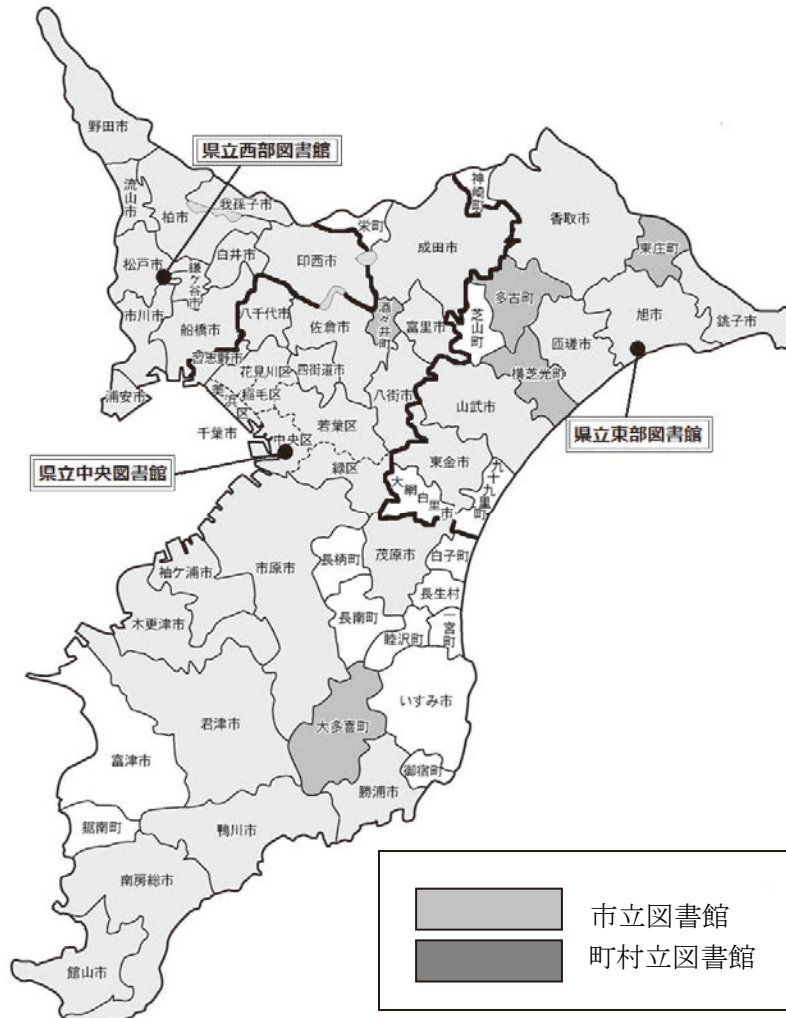 野田市
県立西部図書館
流山市
柏市
我孫子市
神崎町
香取市
栄町
成田市
東庄町
松戸市
鎌ケ谷市
白井市
印西市
多古町
旭市
銚子市
市川市
船橋市
八千代市
佐倉市
酒々井町
富里市
芝山町
匝瑳市
習志野市
花見川区
四街道市
八街市
横芝光町
浦安市
美浜区
稲毛区
若葉区
山武市
千葉市
中央区
県立東部図書館
県立中央図書館
緑区
東金市
九十九里町
大網白里市
袖ケ浦市
市原市
長柄町
茂原市
白子町
長生村
木更津市
長南町
睦沢町
一宮町
いすみ市
君津市
大多喜町
富津市
御宿町
勝浦市
鋸南町
鴨川市
南房総市
館山市
市立図書館
町村立図書館